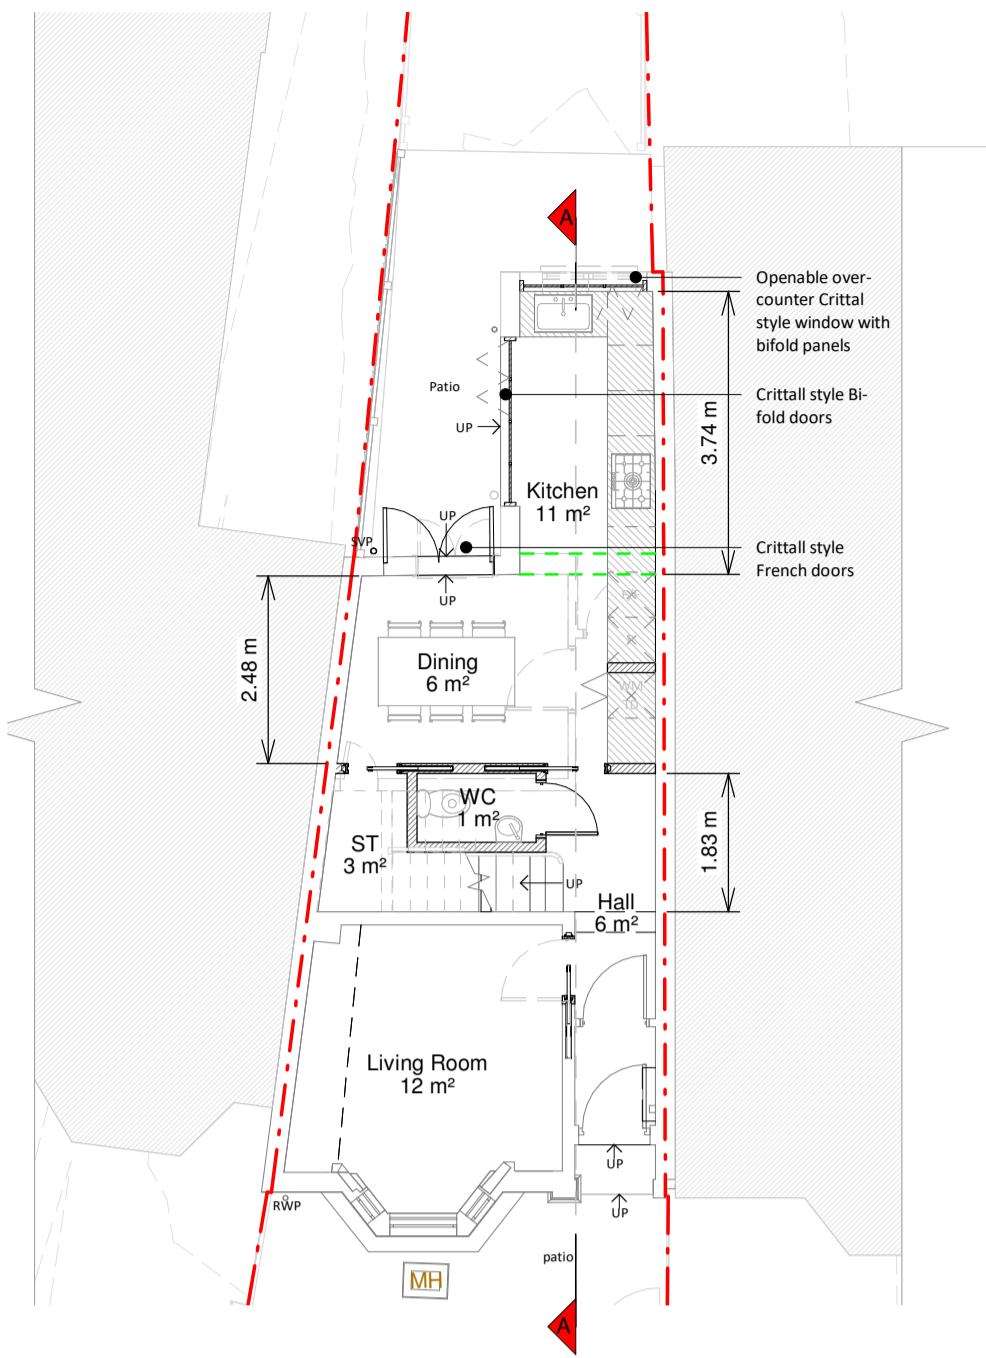 A
Openable over-
counter Crittal
style window with
bifold panels
Patio
Crittall style Bi-
fold doors
UP
3.74 m
Kitchen
11 m²
UP
SVP
Crittall style
French doors
UP
2.48 m
Dining
6 m²
WM
TD
WC
1 m²
ST
3 m²
1.83 m
UP
Hall
6 m²
Living Room
12 m²
UP
RWP
UP
patio
MH
A